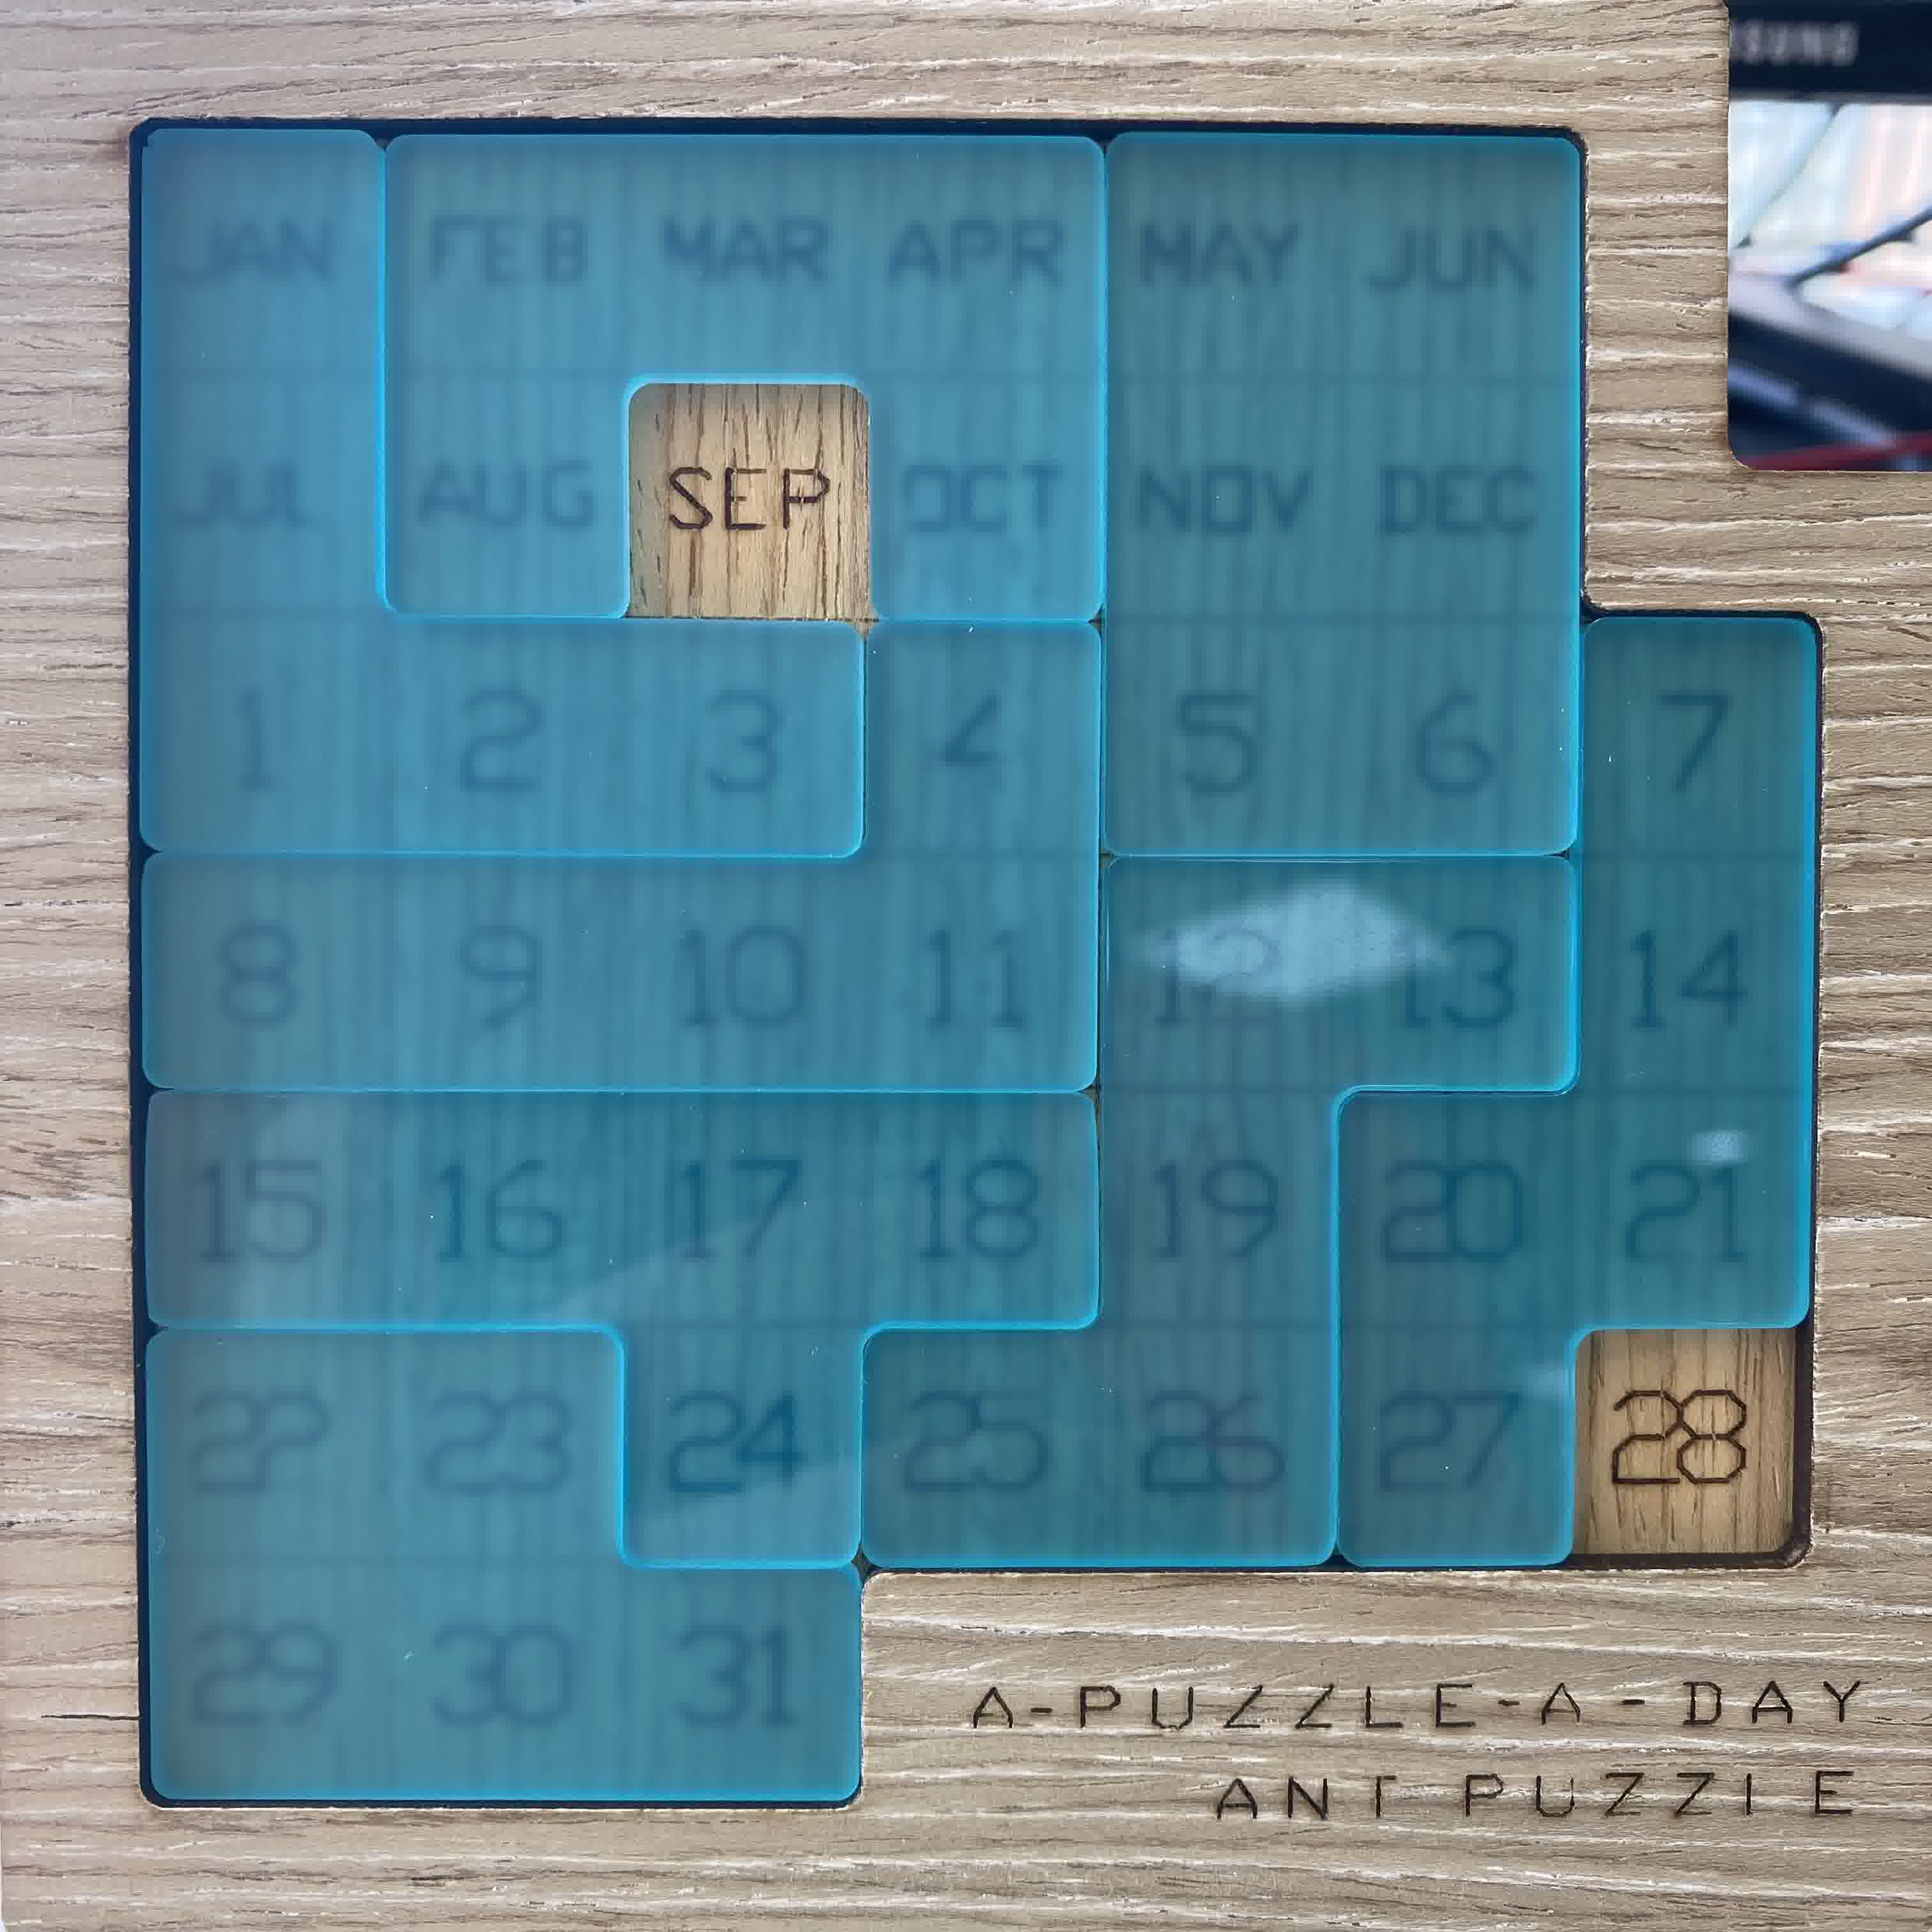 JAN FEB MAR APR MAY JUN
JUL AUG SEP OCT NOV DEC
1 2 3 4 5 6 7
8 9 10 11 12 13 14
15 16 17 18 19 20 21
22 23 24 25 26 27 28
29 30 31
A-PUZZLE-A-DAY
ANT PUZZLE